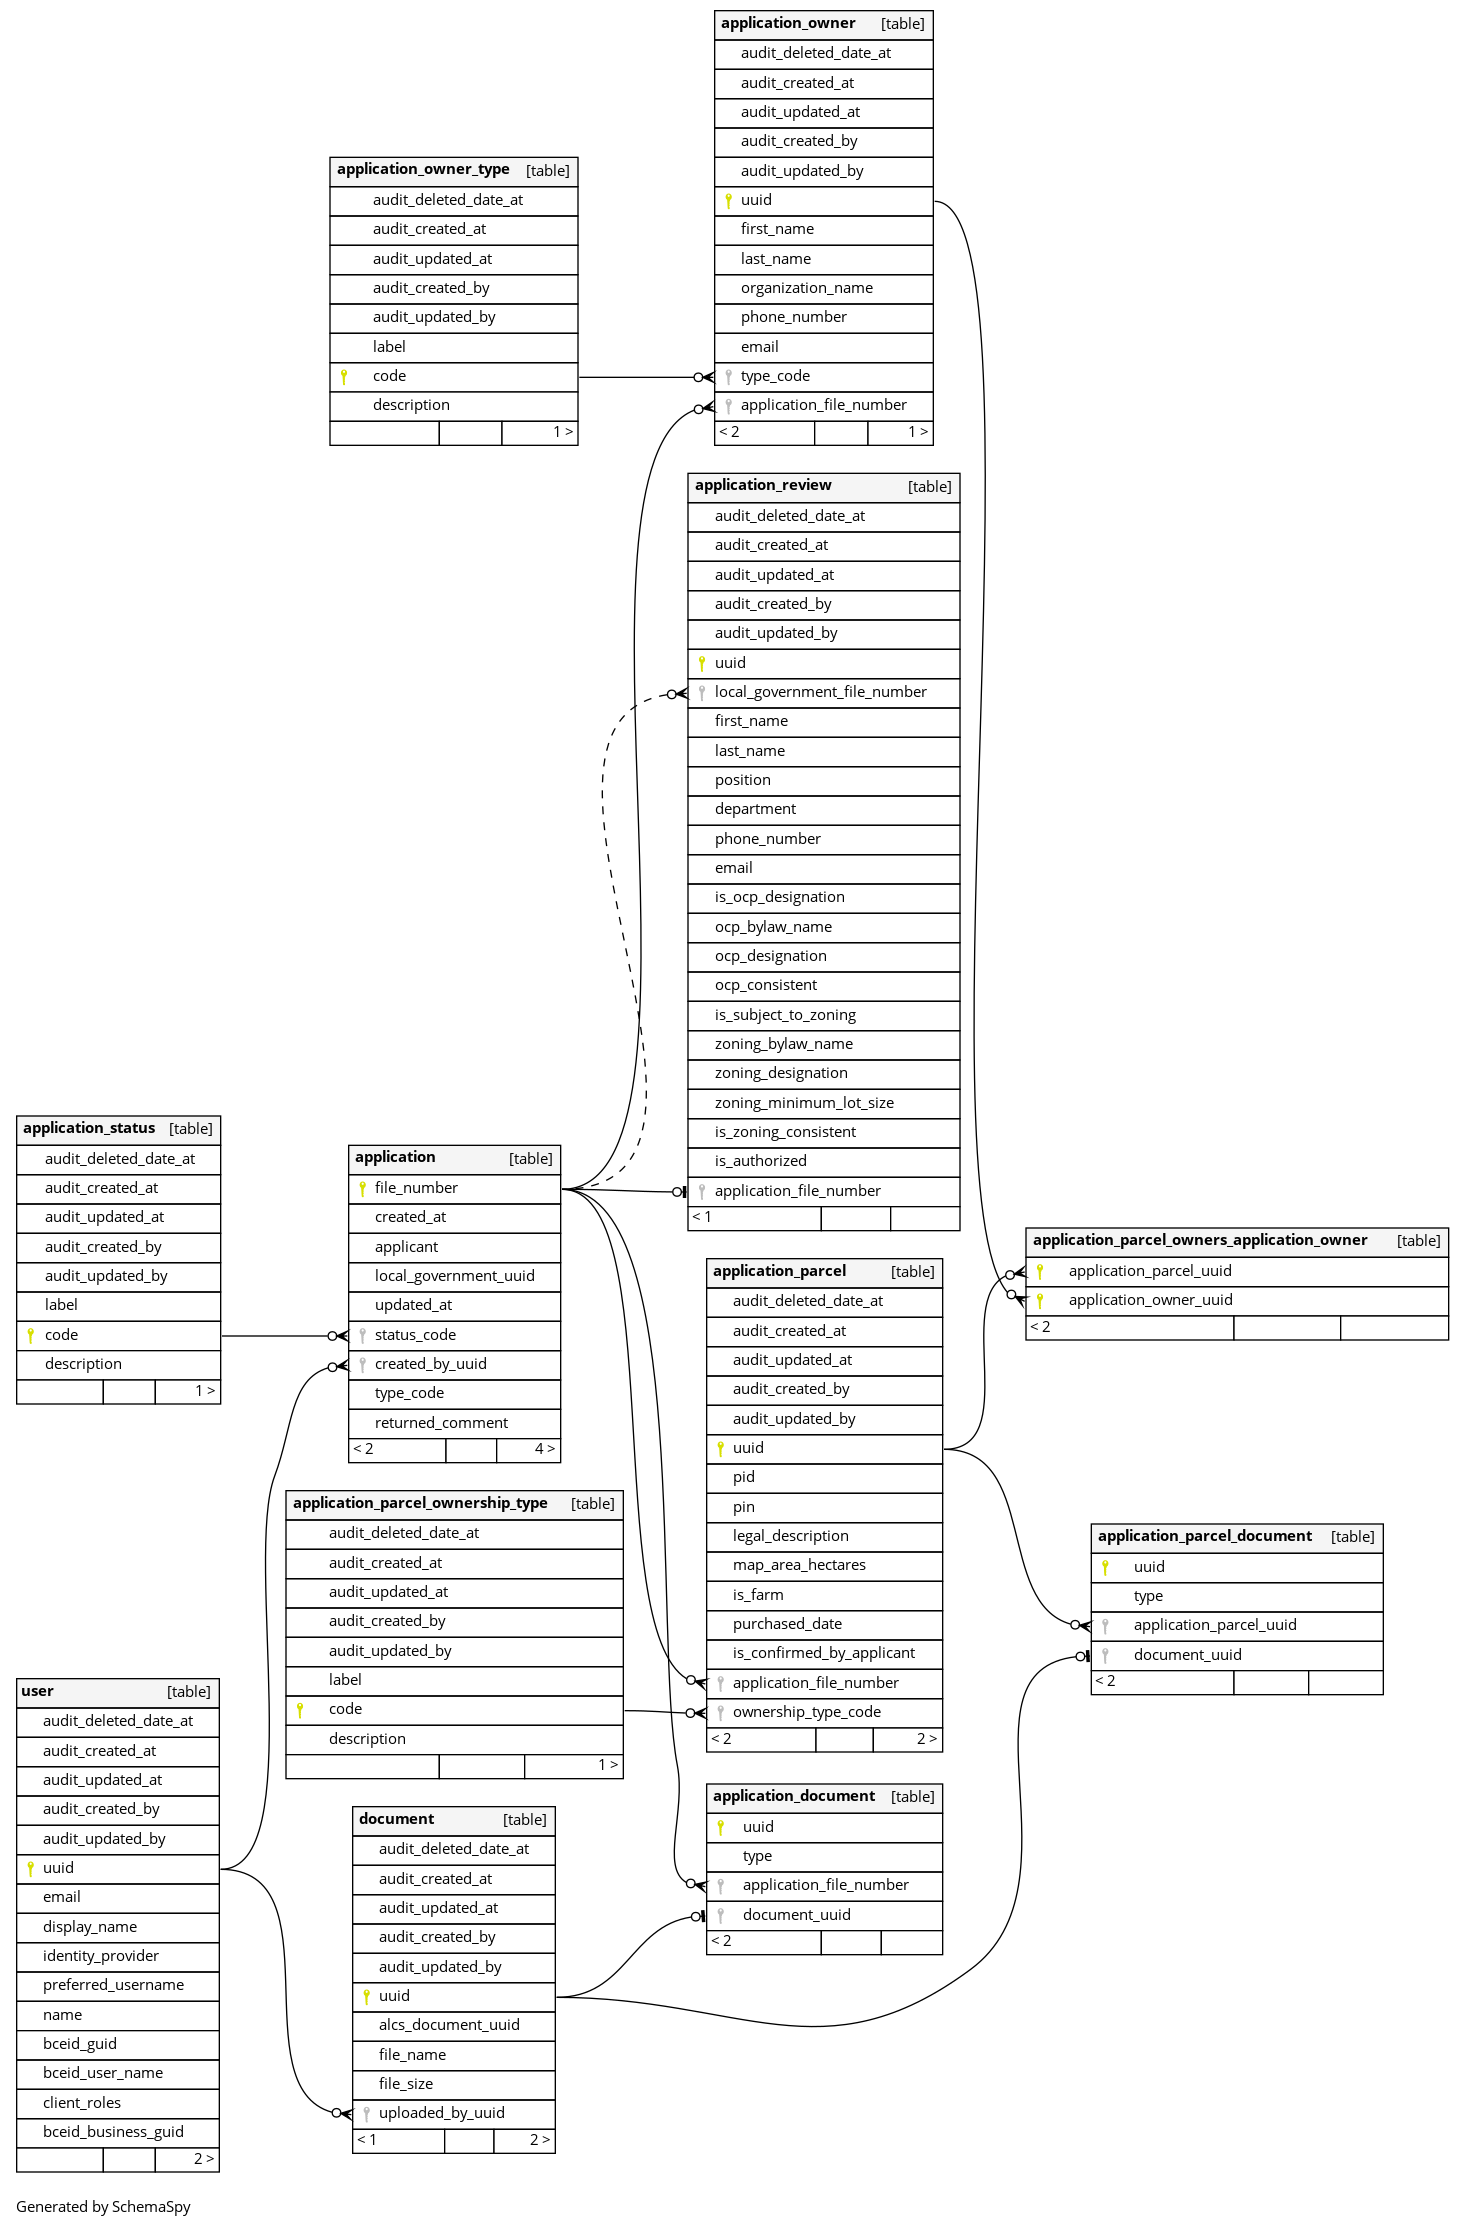 application_owner [table]
audit_deleted_date_at
audit_created_at
audit_updated_at
audit_created_by
audit_updated_by
uuid
first_name
last_name
organization_name
phone_number
email
type_code
application_file_number
< 2 1 >
application_owner_type [table]
audit_deleted_date_at
audit_created_at
audit_updated_at
audit_created_by
audit_updated_by
label
code
description
1 >
application_review [table]
audit_deleted_date_at
audit_created_at
audit_updated_at
audit_created_by
audit_updated_by
uuid
local_government_file_number
first_name
last_name
position
department
phone_number
email
is_ocp_designation
ocp_bylaw_name
ocp_designation
ocp_consistent
is_subject_to_zoning
zoning_bylaw_name
zoning_designation
zoning_minimum_lot_size
is_zoning_consistent
is_authorized
application_file_number
< 1
application_status [table]
audit_deleted_date_at
audit_created_at
audit_updated_at
audit_created_by
audit_updated_by
label
code
description
1 >
application [table]
file_number
created_at
applicant
local_government_uuid
updated_at
status_code
created_by_uuid
type_code
returned_comment
< 2 4 >
application_parcel_owners_application_owner [table]
application_parcel_uuid
application_owner_uuid
< 2
application_parcel [table]
audit_deleted_date_at
audit_created_at
audit_updated_at
audit_created_by
audit_updated_by
uuid
pid
pin
legal_description
map_area_hectares
is_farm
purchased_date
is_confirmed_by_applicant
application_file_number
ownership_type_code
< 2 2 >
application_parcel_ownership_type [table]
audit_deleted_date_at
audit_created_at
audit_updated_at
audit_created_by
audit_updated_by
label
code
description
1 >
application_parcel_document [table]
uuid
type
application_parcel_uuid
document_uuid
< 2
user [table]
audit_deleted_date_at
audit_created_at
audit_updated_at
audit_created_by
audit_updated_by
uuid
email
display_name
identity_provider
preferred_username
name
bceid_guid
bceid_user_name
client_roles
bceid_business_guid
2 >
document [table]
audit_deleted_date_at
audit_created_at
audit_updated_at
audit_created_by
audit_updated_by
uuid
alcs_document_uuid
file_name
file_size
uploaded_by_uuid
< 1 2 >
application_document [table]
uuid
type
application_file_number
document_uuid
< 2
Generated by SchemaSpy